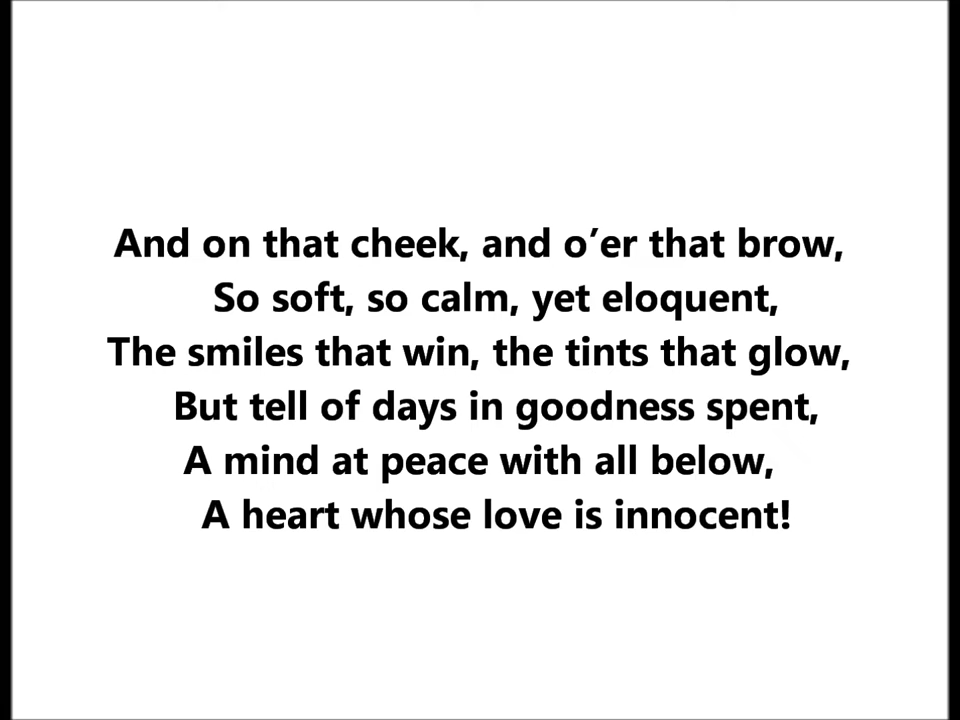 And on that cheek, and o’er that brow,
So soft, so calm, yet eloquent,
The smiles that win, the tints that glow,
But tell of days in goodness spent,
A mind at peace with all below,
A heart whose love is innocent!